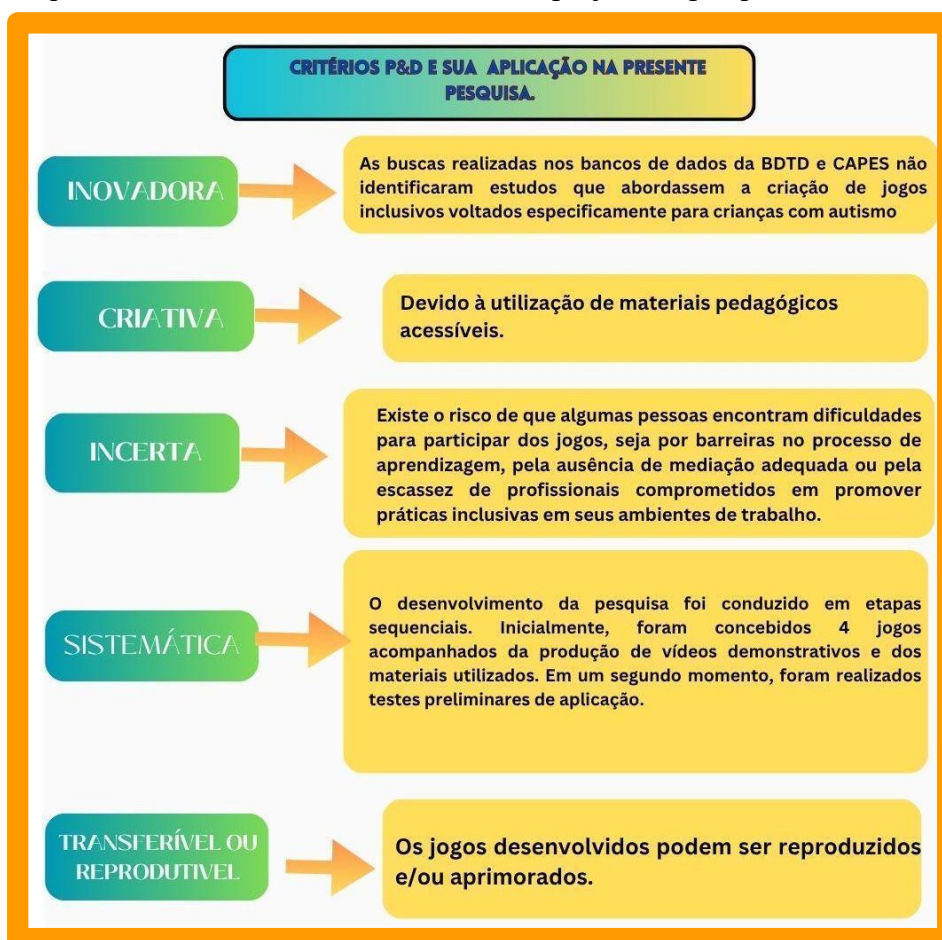 CRITÉRIOS P&D E SUA APLICAÇÃO NA PRESENTE
PESQUISA.
INOVADORA
As buscas realizadas nos bancos de dados da BDTD e CAPES não
identificaram estudos que abordassem a criação de jogos
inclusivos voltados especificamente para crianças com autismo
CRIATIVA
Devido à utilização de materiais pedagógicos
acessíveis.
INCERTA
Existe o risco de que algumas pessoas encontram dificuldades
para participar dos jogos, seja por barreiras no processo de
aprendizagem, pela ausência de mediação adequada ou pela
escassez de profissionais comprometidos em promover
práticas inclusivas em seus ambientes de trabalho.
SISTEMÁTICA
O desenvolvimento da pesquisa foi conduzido em etapas
sequenciais. Inicialmente, foram concebidos 4 jogos
acompanhados da produção de vídeos demonstrativos e dos
materiais utilizados. Em um segundo momento, foram realizados
testes preliminares de aplicação.
TRANSFERÍVEL OU
REPRODUTIVEL
Os jogos desenvolvidos podem ser reproduzidos
e/ou aprimorados.